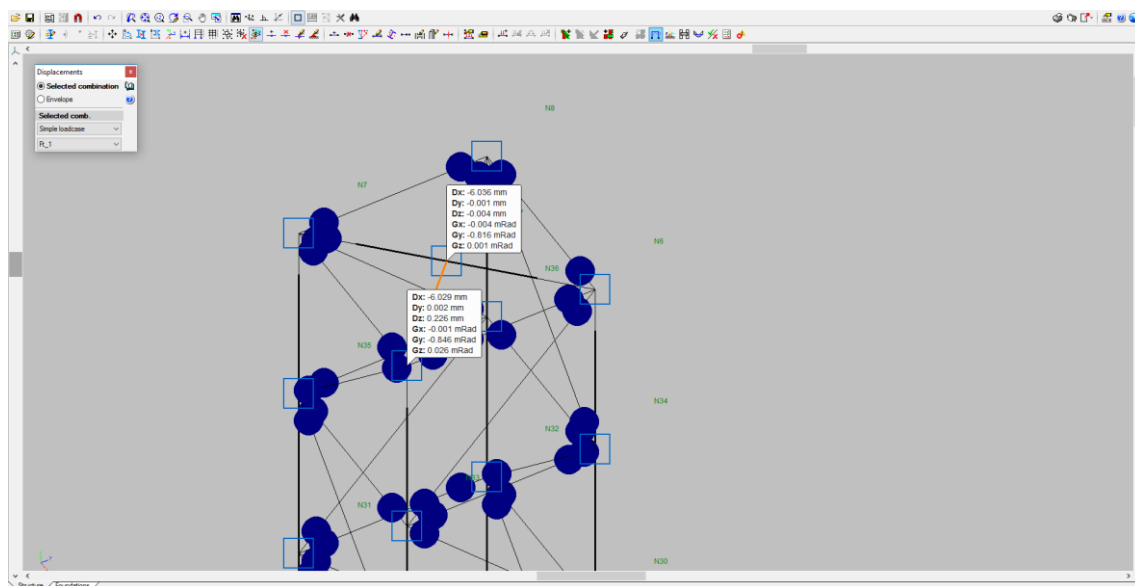 Displacements
Selected combination
Envelope
Selected comb.
Simple loadcase
N8
N7
Dx: -6.036 mm
Dy: -0.001 mm
Dz: -0.004 mm
Gx: -0.004 mRad
Gy: -0.816 mRad
Gz: 0.001 mRad
N6
N36
Dx: -6.029 mm
Dy: 0.002 mm
Dz: 0.226 mm
Gx: -0.001 mRad
Gy: -0.846 mRad
Gz: 0.026 mRad
N35
N34
N32
N31
N30
Structure
Foundations